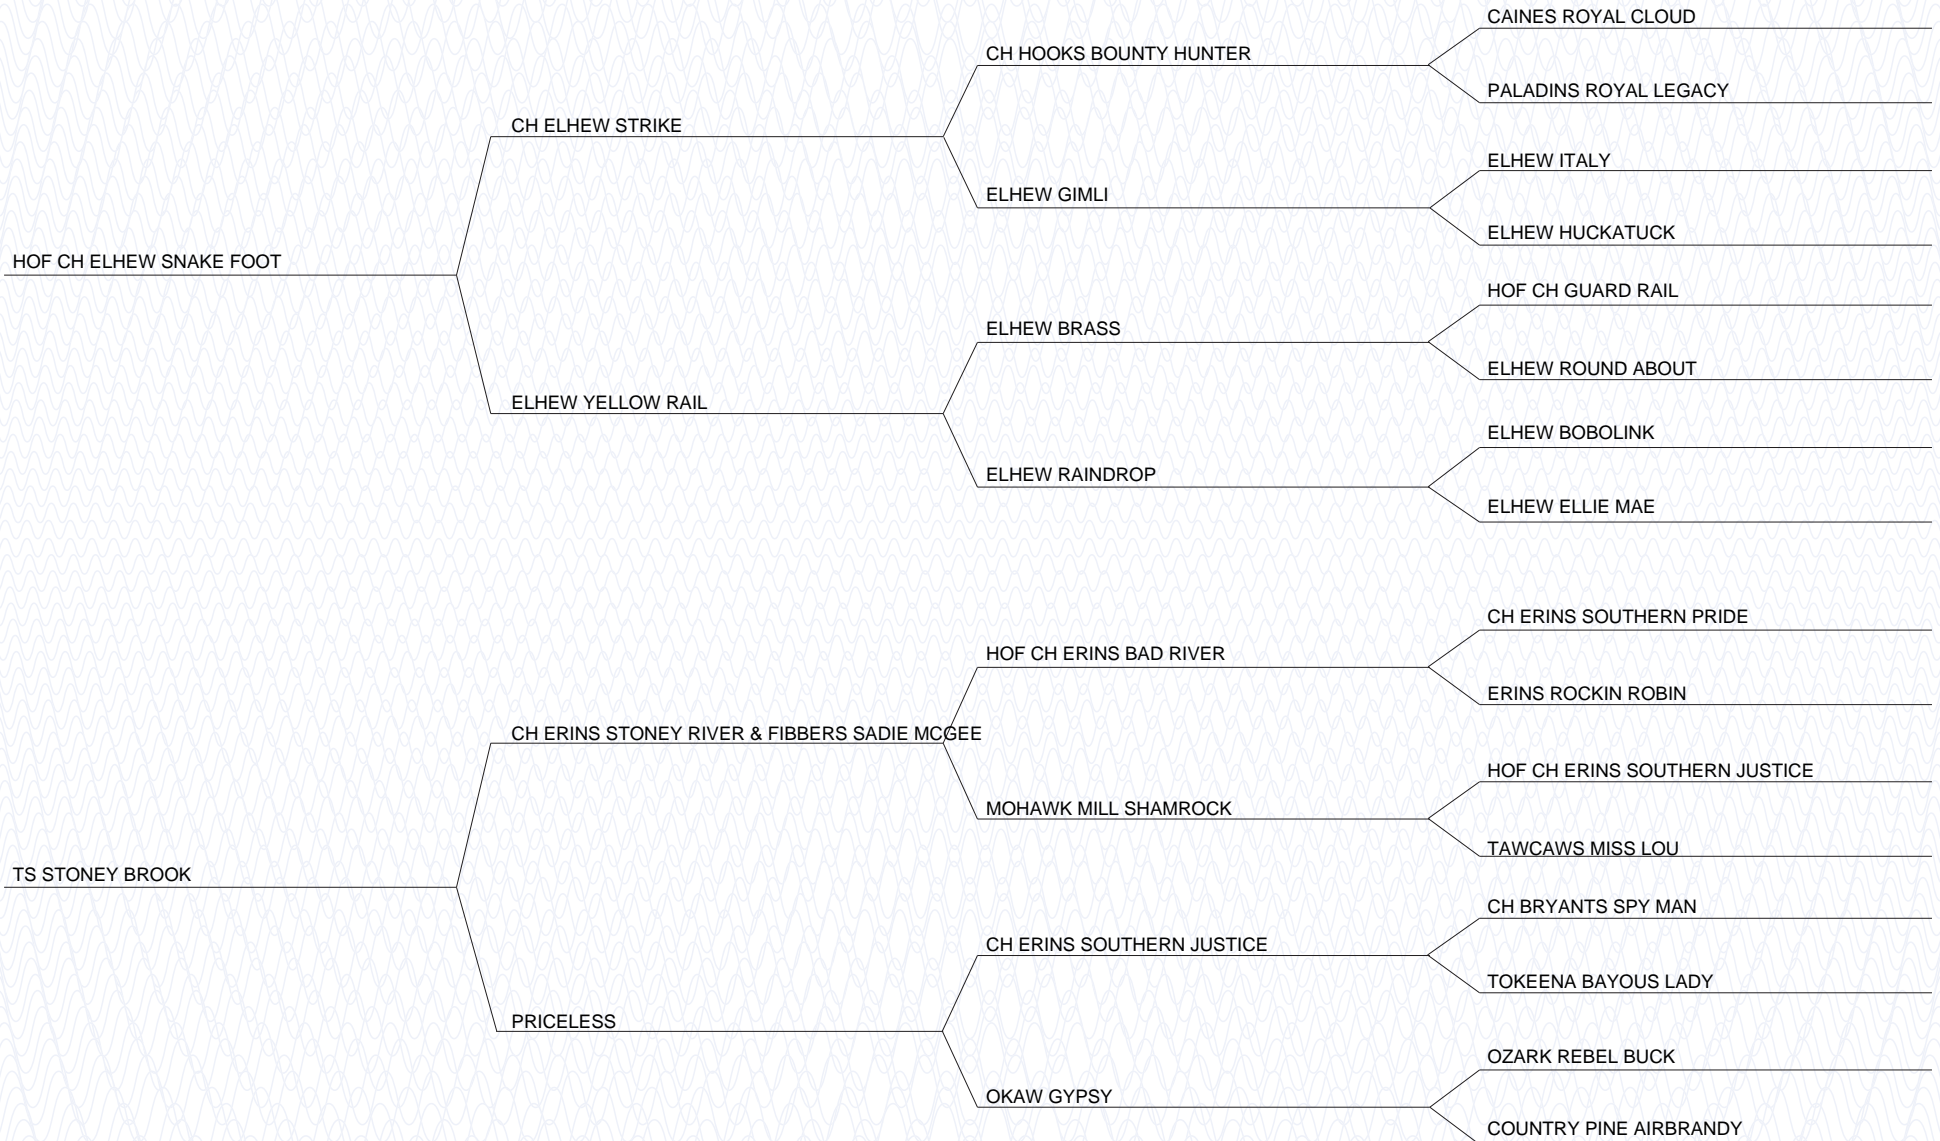 CAINES ROYAL CLOUD
CH HOOKS BOUNTY HUNTER
PALADINS ROYAL LEGACY
CH ELHEW STRIKE
ELHEW ITALY
ELHEW GIMLI
ELHEW HUCKATUCK
HOF CH ELHEW SNAKE FOOT
HOF CH GUARD RAIL
ELHEW BRASS
ELHEW ROUND ABOUT
ELHEW YELLOW RAIL
ELHEW BOBOLINK
ELHEW RAINDROP
ELHEW ELLIE MAE
CH ERINS SOUTHERN PRIDE
HOF CH ERINS BAD RIVER
ERINS ROCKIN ROBIN
CH ERINS STONEY RIVER & FIBBERS SADIE MCGEE
HOF CH ERINS SOUTHERN JUSTICE
MOHAWK MILL SHAMROCK
TAWCAWS MISS LOU
TS STONEY BROOK
CH BRYANTS SPY MAN
CH ERINS SOUTHERN JUSTICE
TOKEENA BAYOUS LADY
PRICELESS
OZARK REBEL BUCK
OKAW GYPSY
COUNTRY PINE AIRBRANDY